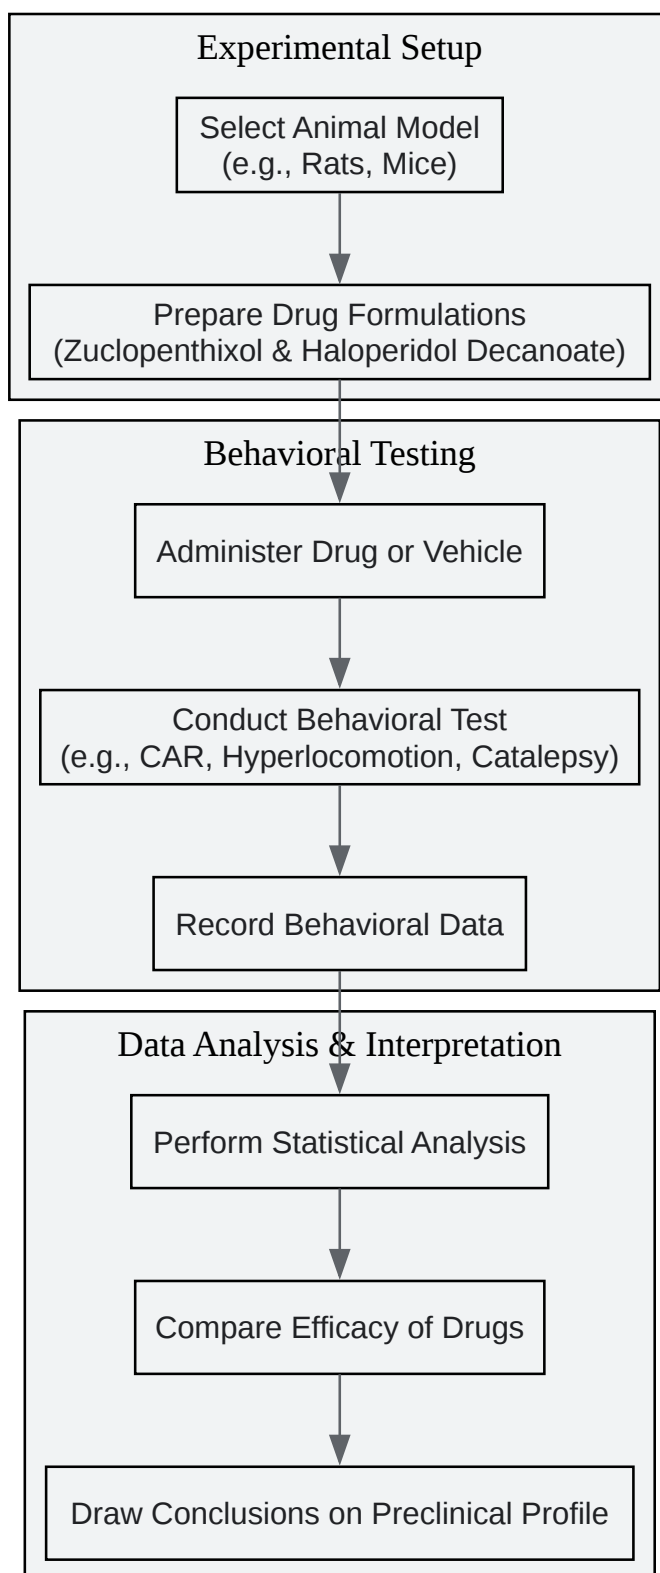 Experimental Setup
Select Animal Model
(e.g., Rats, Mice)
Prepare Drug Formulations
(Zuclopenthixol & Haloperidol Decanoate)
Behavioral Testing
Administer Drug or Vehicle
Conduct Behavioral Test
(e.g., CAR, Hyperlocomotion, Catalepsy)
Record Behavioral Data
Data Analysis & Interpretation
Perform Statistical Analysis
Compare Efficacy of Drugs
Draw Conclusions on Preclinical Profile